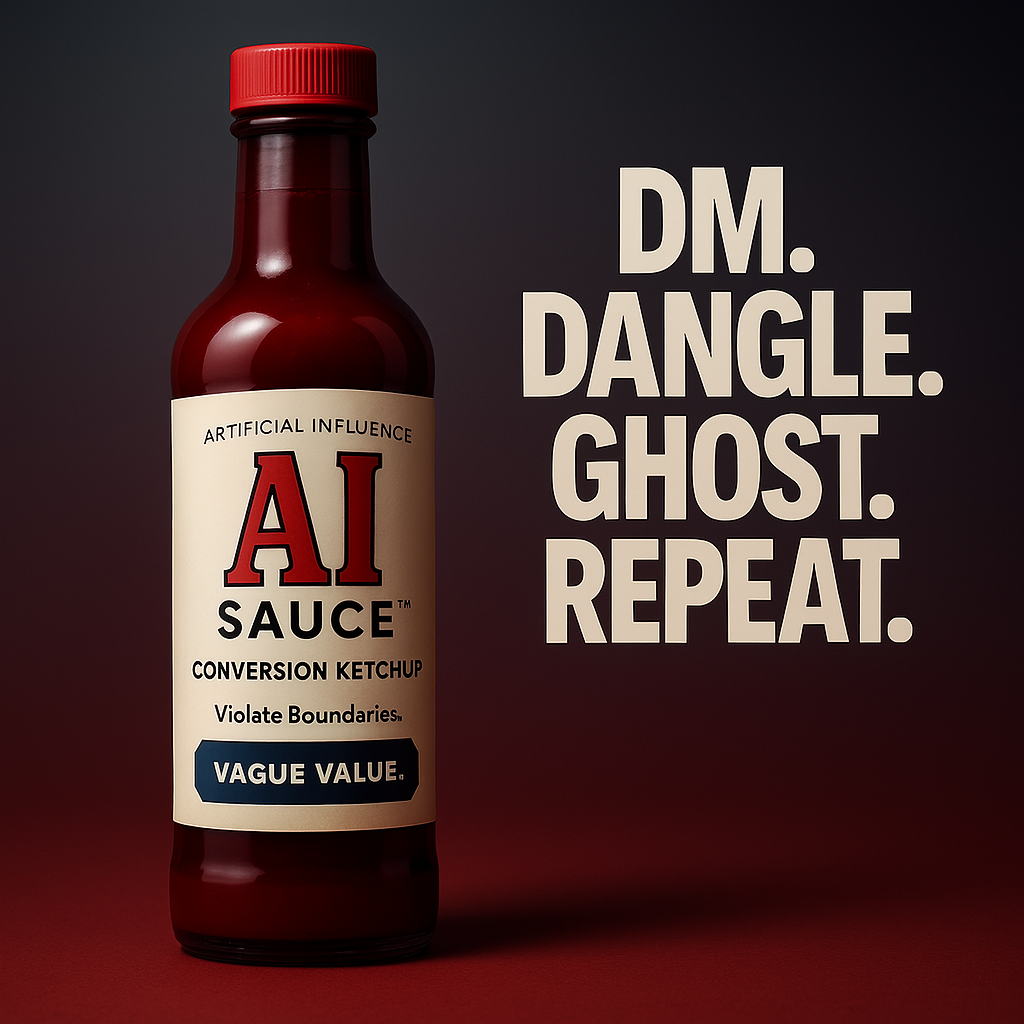 ARTIFICIAL INFLUENCE
AI
SAUCE™
CONVERSION KETCHUP
Violate Boundaries
VAGUE VALUE.
DM.
DANGLE.
GHOST.
REPEAT.